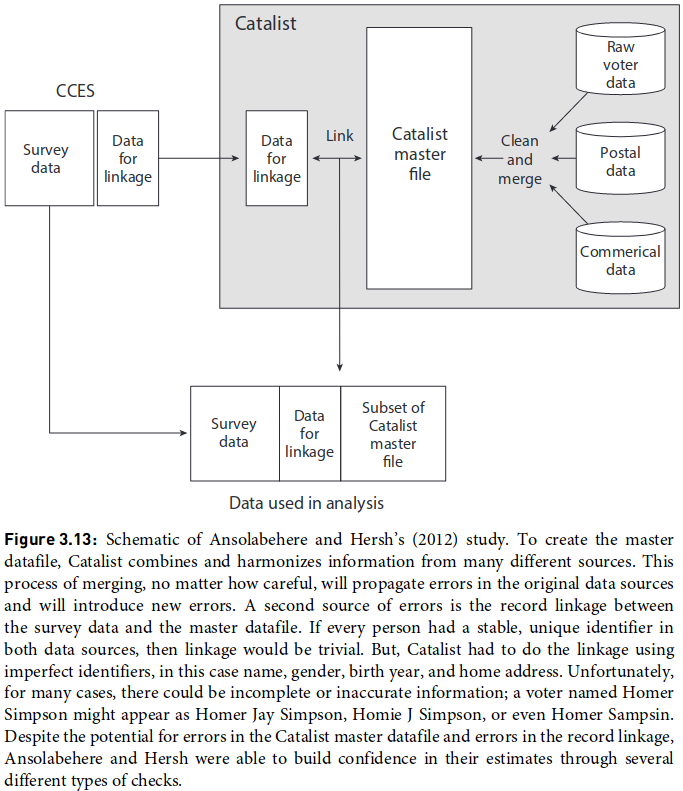 Catalist
CCES
Survey
data
Data
for
linkage
Data
for
linkage
Link
Catalist
master
file
Clean
and
merge
Raw
voter
data
Postal
data
Commerical
data
Survey
data
Data
for
linkage
Subset of
Catalist
master
file
Data used in analysis
Figure 3.13: Schematic of Ansolabehere and Hersh’s (2012) study. To create the master
datafile, Catalist combines and harmonizes information from many different sources. This
process of merging, no matter how careful, will propagate errors in the original data sources
and will introduce new errors. A second source of errors is the record linkage between
the survey data and the master datafile. If every person had a stable, unique identifier in
both data sources, then linkage would be trivial. But, Catalist had to do the linkage using
imperfect identifiers, in this case name, gender, birth year, and home address. Unfortunately,
for many cases, there could be incomplete or inaccurate information; a voter named Homer
Simpson might appear as Homer Jay Simpson, Homie J Simpson, or even Homer Sampsin.
Despite the potential for errors in the Catalist master datafile and errors in the record linkage,
Ansolabehere and Hersh were able to build confidence in their estimates through several
different types of checks.